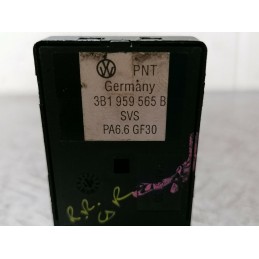 PNT
Germany
3B1 959 565 B
SVS
PA6.6 GF30
R.R.